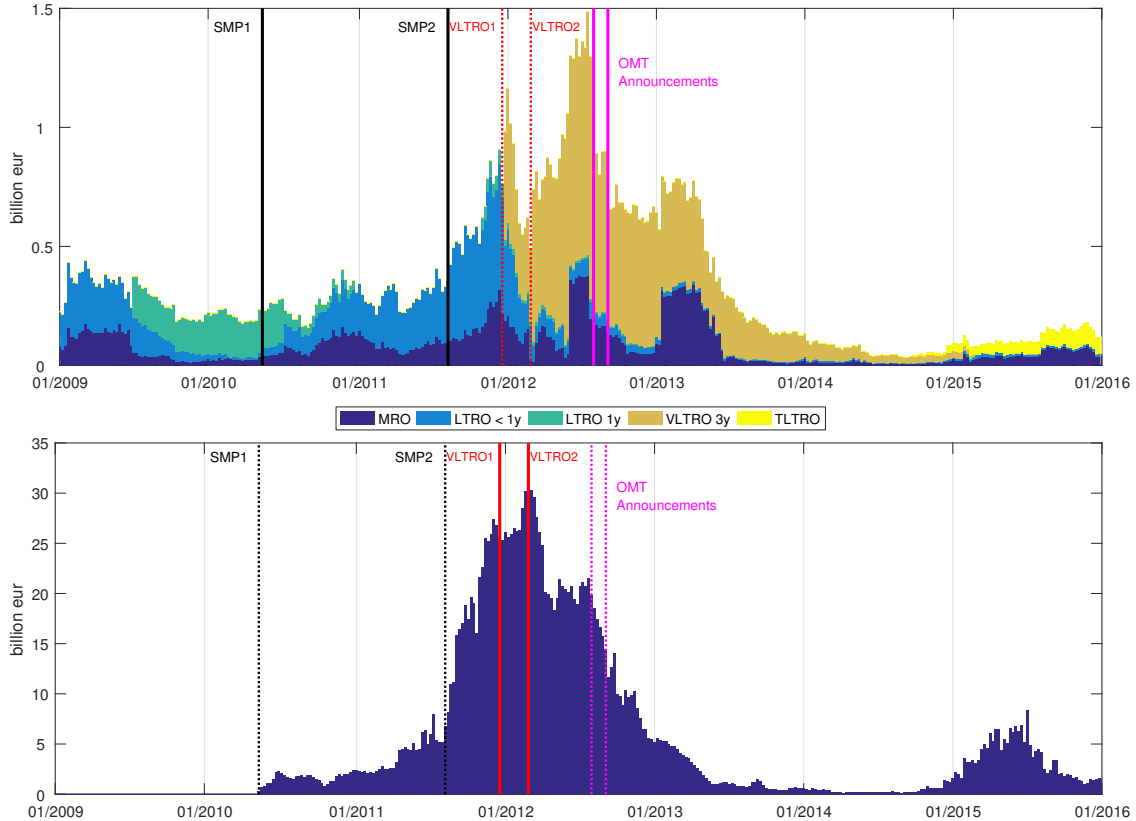 1.5
SMP1
SMP2
VLTRO1
VLTRO2
OMT
Announcements
1
0.5
0
billion eur
01/2009
01/2010
01/2011
01/2012
01/2013
01/2014
01/2015
01/2016
MRO
LTRO < 1y
LTRO 1y
VLTRO 3y
TLTRO
35
SMP1
SMP2
VLTRO1
VLTRO2
OMT
Announcements
30
25
20
15
10
5
0
billion eur
01/2009
01/2010
01/2011
01/2012
01/2013
01/2014
01/2015
01/2016